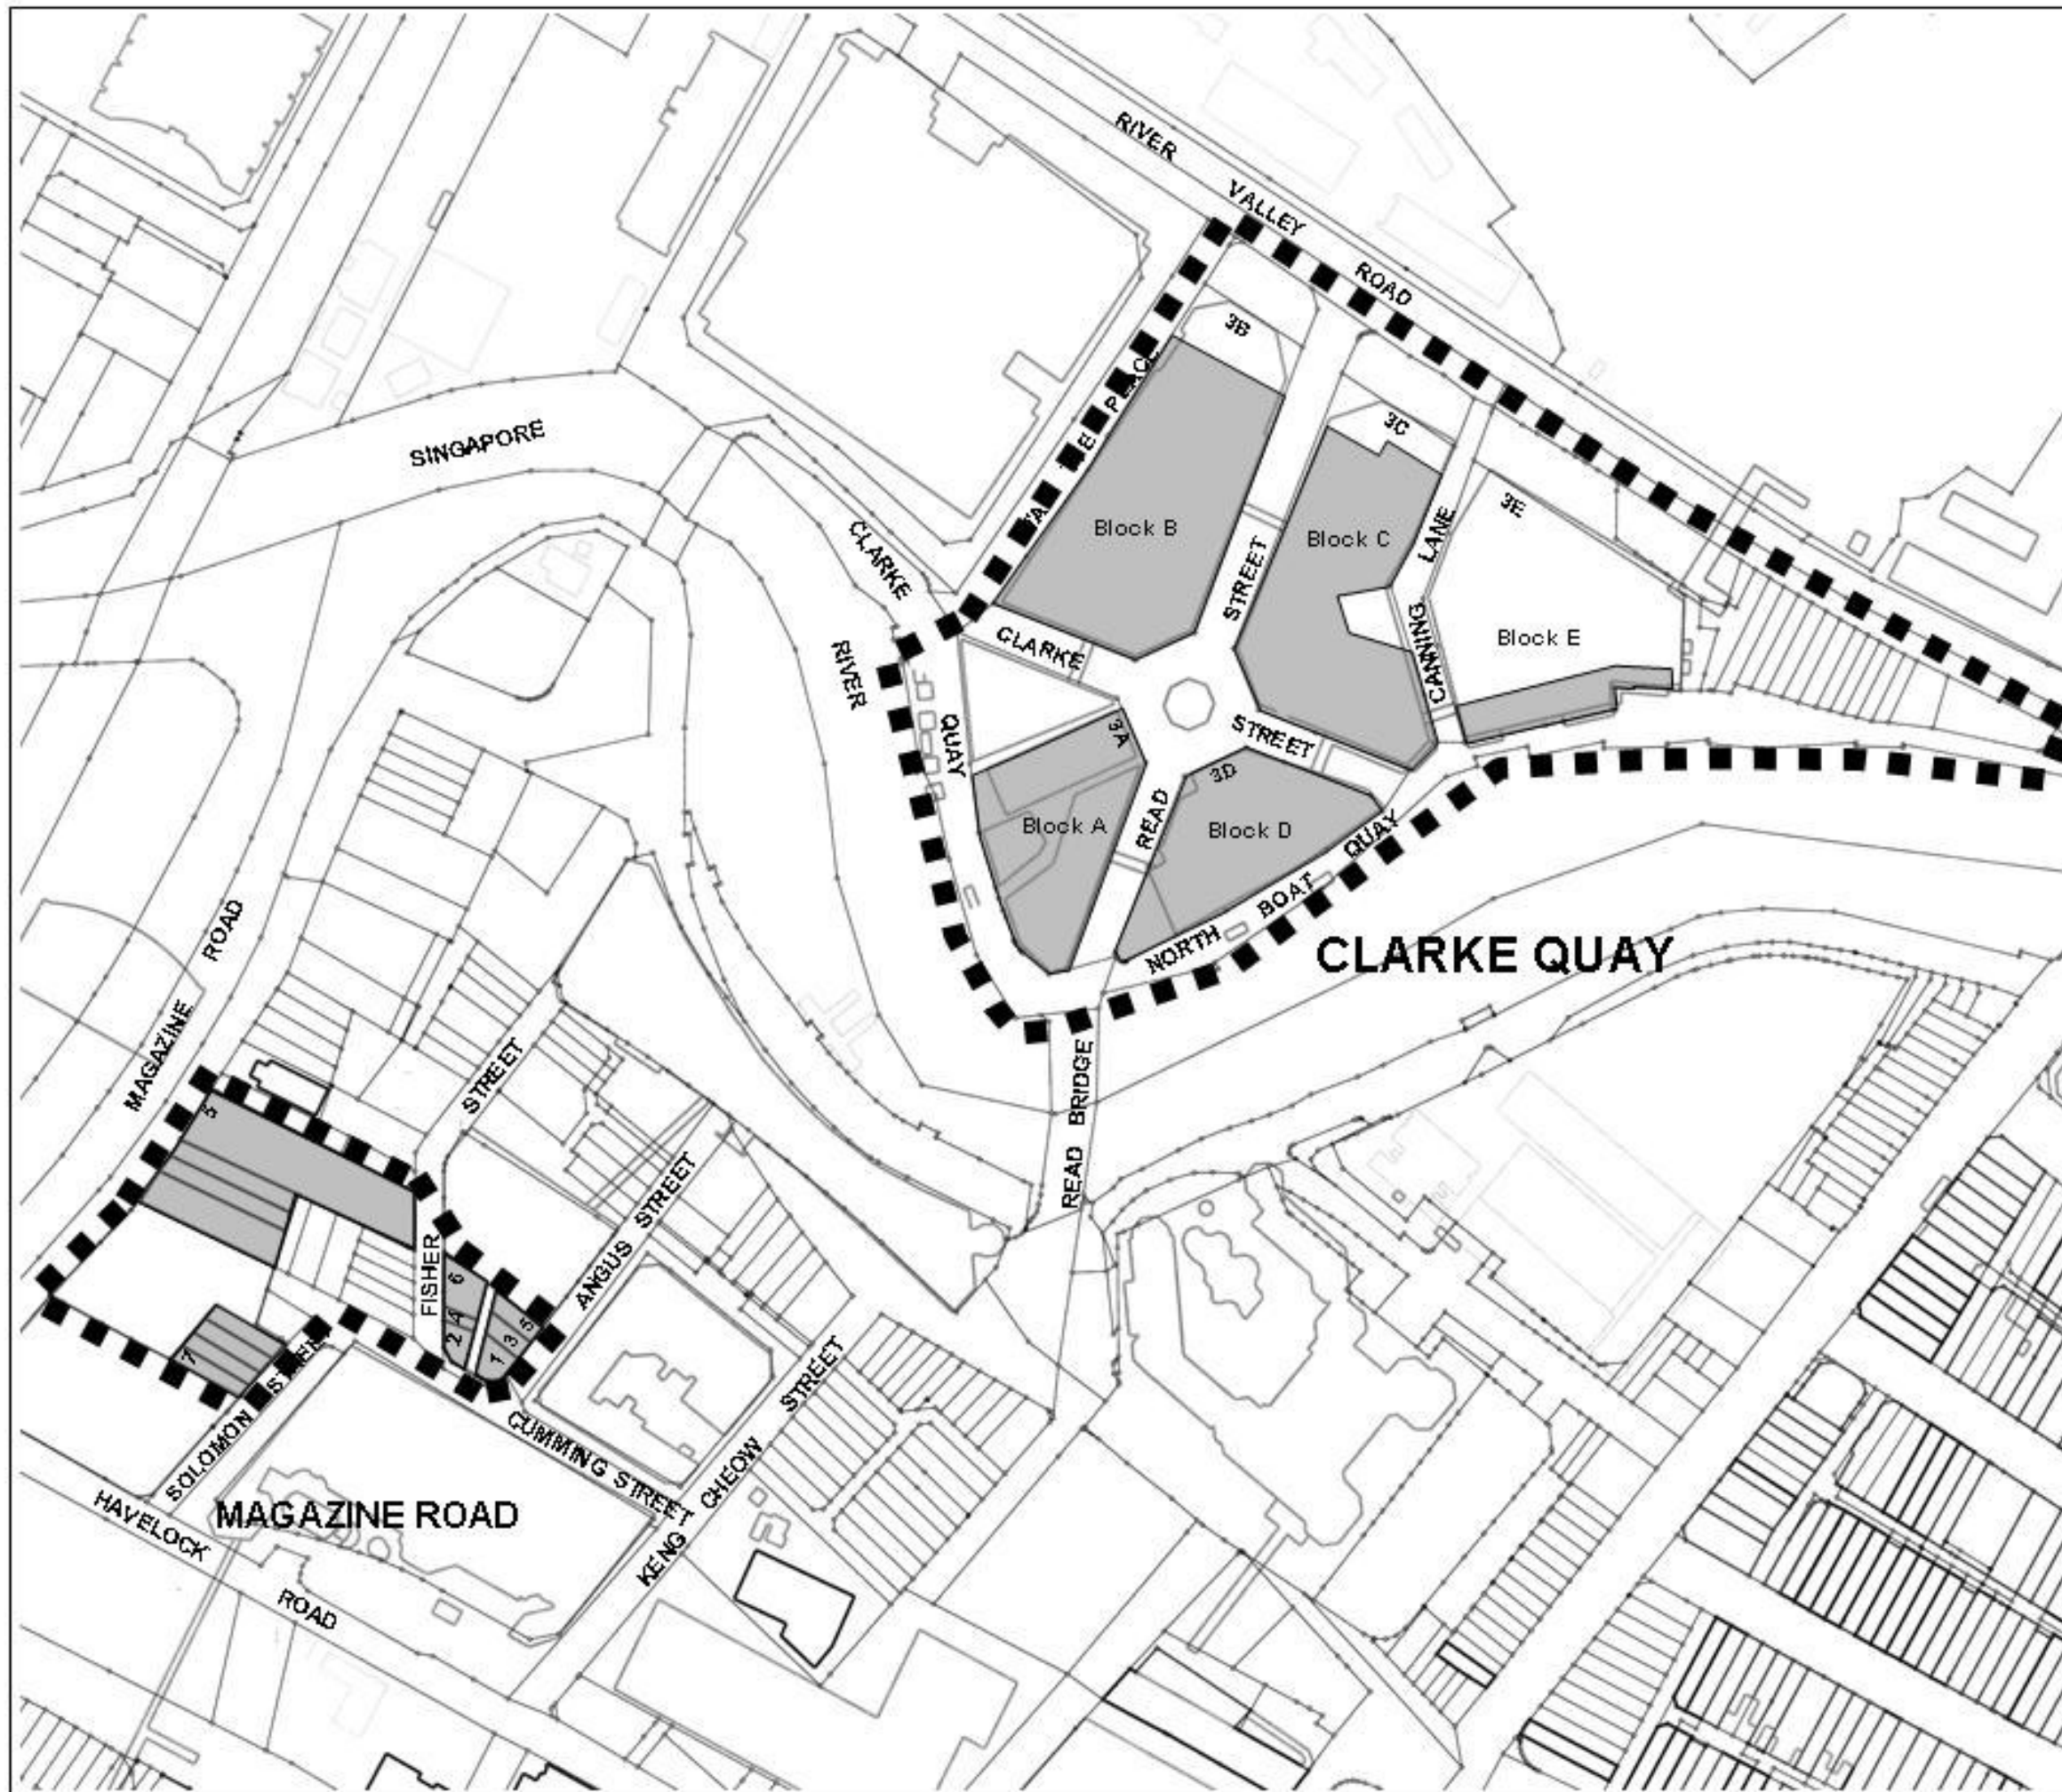 RIVER
VALLEY
ROAD
3B
3C
3E
SINGAPORE
CLARKE
Block B
Block C
LANE
STREET
CLARKE
RIVER
CANNING
Block E
QUAY
3A
STREET
3D
READ
Block A
Block D
QUAY
BOAT
NORTH
CLARKE QUAY
ROAD
MAGAZINE
STREET
READ BRIDGE
5
ANGUS STREET
FISHER
6
4
2
5
3
1
7
SOLOMON
CUMMING STREET
KENG CHEOW STREET
MAGAZINE ROAD
HAVELOCK
ROAD